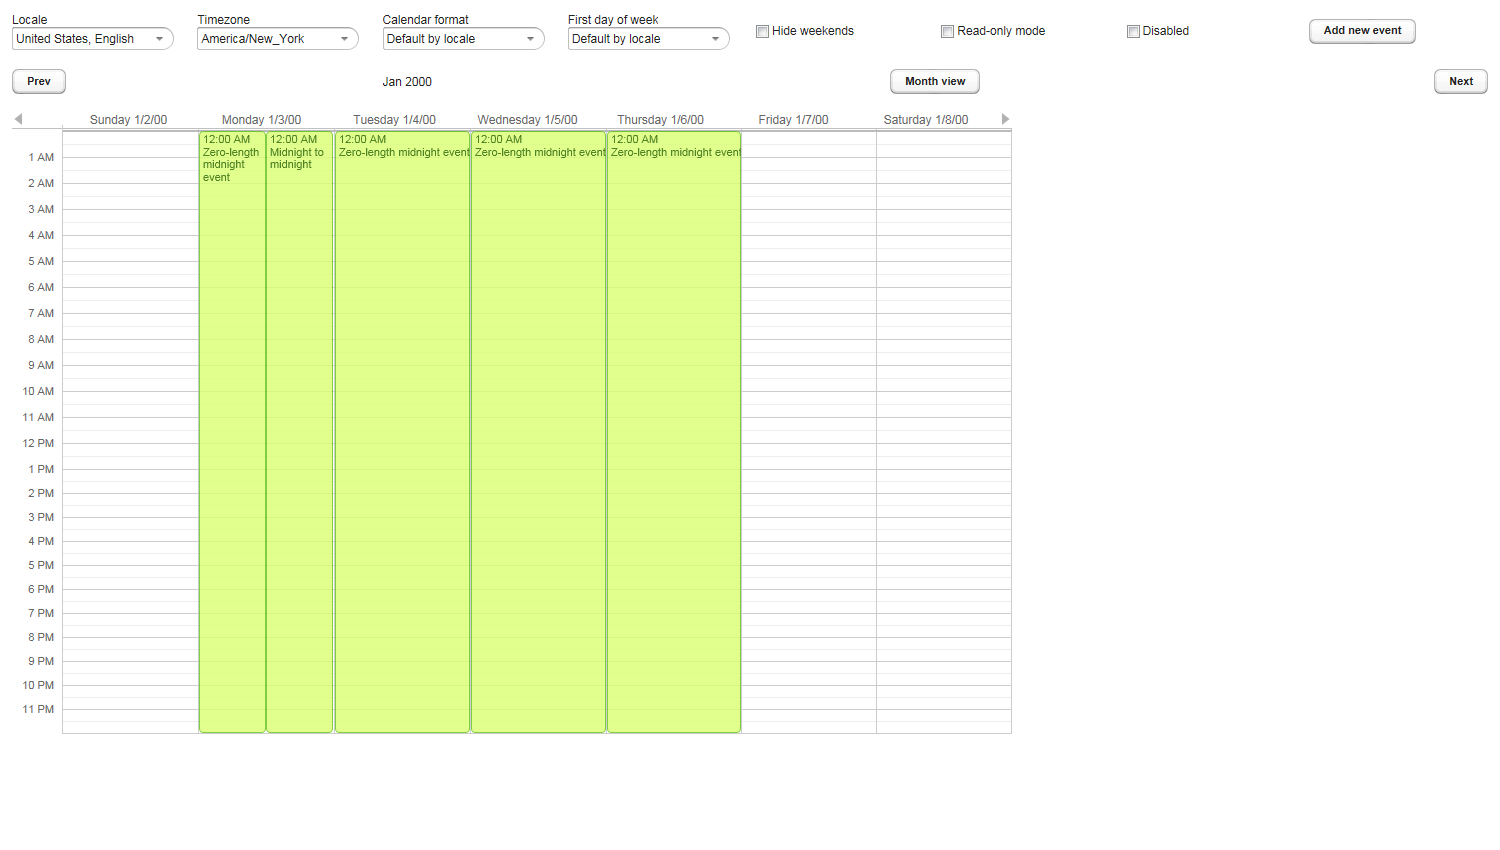 Locale
Timezone
Calendar format
First day of week
United States, English
America/New_York
Default by locale
Default by locale
Hide weekends
Read-only mode
Disabled
Add new event
Prev
Jan 2000
Month view
Next
Sunday 1/2/00
Monday 1/3/00
Tuesday 1/4/00
Wednesday 1/5/00
Thursday 1/6/00
Friday 1/7/00
Saturday 1/8/00
12:00 AM
Zero-length
midnight
event
12:00 AM
Midnight to
midnight
12:00 AM
Zero-length midnight event
12:00 AM
Zero-length midnight event
12:00 AM
Zero-length midnight event
1 AM
2 AM
3 AM
4 AM
5 AM
6 AM
7 AM
8 AM
9 AM
10 AM
11 AM
12 PM
1 PM
2 PM
3 PM
4 PM
5 PM
6 PM
7 PM
8 PM
9 PM
10 PM
11 PM